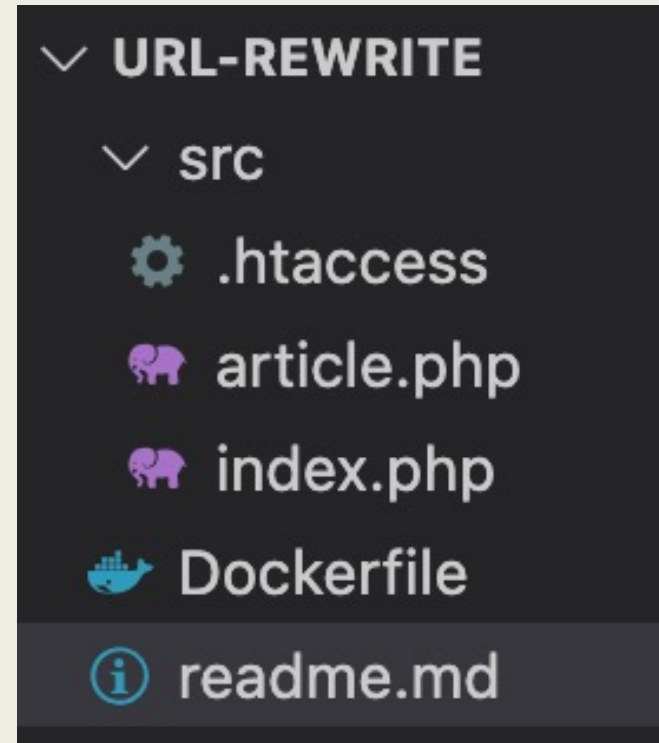 URL-REWRITE
src
.htaccess
article.php
index.php
Dockerfile
readme.md